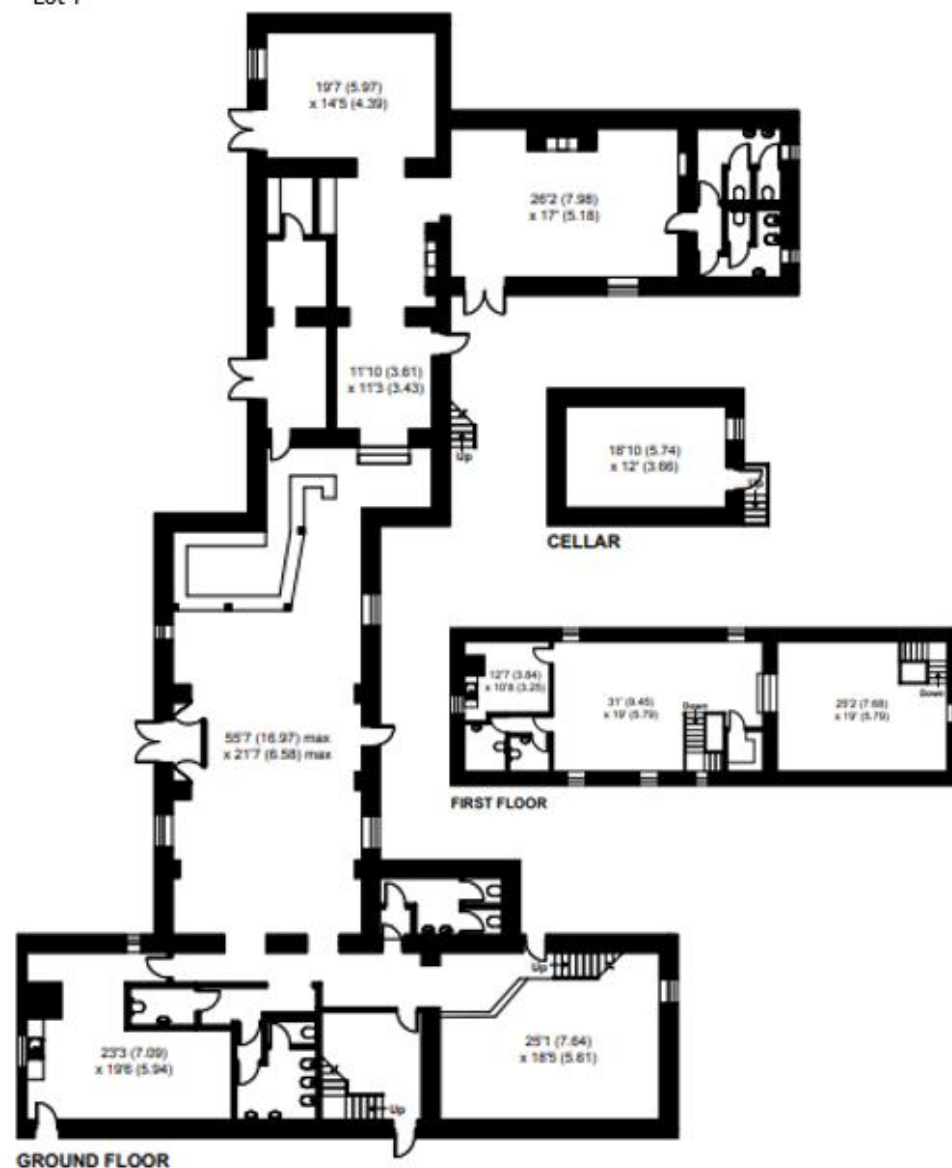 19'7 (5.97)
x 14'5 (4.39)
26'2 (7.98)
x 17' (5.18)
11'10 (3.61)
x 11'3 (3.43)
Up
18'10 (5.74)
x 12' (3.66)
Up
CELLAR
12'7 (3.84)
x 10'8 (3.25)
31' (9.45)
x 19' (5.79)
Down
25'2 (7.68)
x 19' (5.79)
Down
FIRST FLOOR
55'7 (16.97) max
x 21'7 (6.58) max
Up
23'3 (7.09)
x 19'6 (5.94)
25'1 (7.64)
x 18'5 (5.61)
Up
GROUND FLOOR